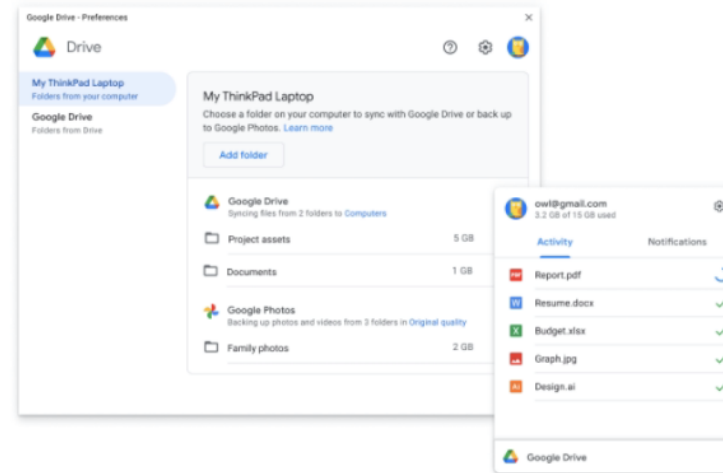 Google Drive - Preferences
Drive
My ThinkPad Laptop
Folders from your computer
Google Drive
Folders from Drive
My ThinkPad Laptop
Choose a folder on your computer to sync with Google Drive or back up
to Google Photos. Learn more
Add folder
Google Drive
Syncing files from 2 folders to Computers
Project assets 5 GB
Documents 1 GB
Google Photos
Backing up photos and videos from 3 folders in Original quality
Family photos 2 GB
owl@gmail.com
3.2 GB of 15 GB used
Activity Notifications
PDF Report.pdf
W Resume.docx
X Budget.xlsx
Graph.jpg
Ai Design.ai
Google Drive